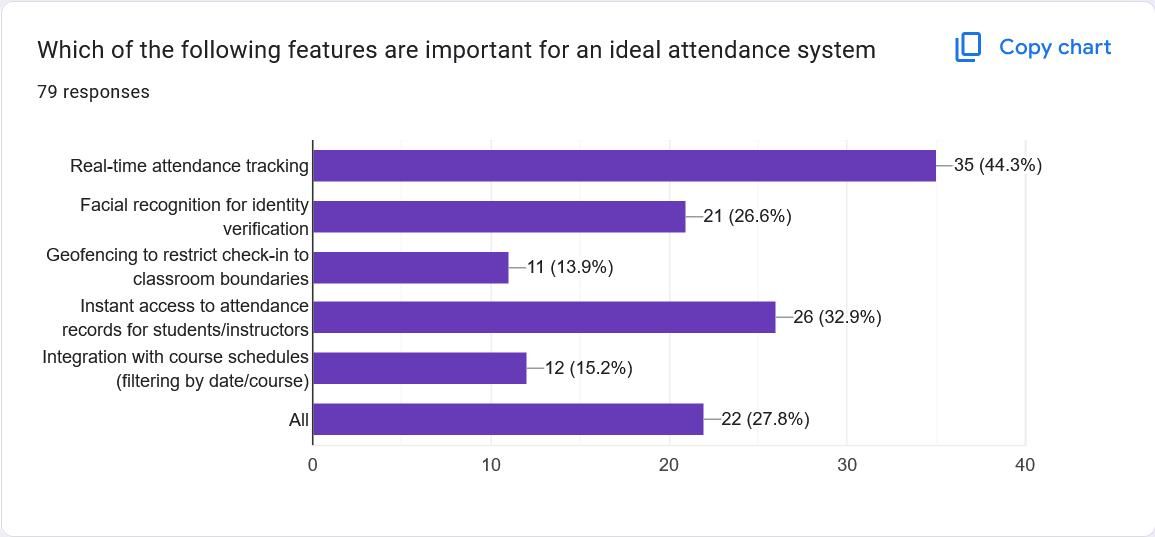 Which of the following features are important for an ideal attendance system
Copy chart
79 responses
Real-time attendance tracking
35 (44.3%)
Facial recognition for identity
verification
21 (26.6%)
Geofencing to restrict check-in to
classroom boundaries
11 (13.9%)
Instant access to attendance
records for students/instructors
26 (32.9%)
Integration with course schedules
(filtering by date/course)
12 (15.2%)
All
22 (27.8%)
0
10
20
30
40